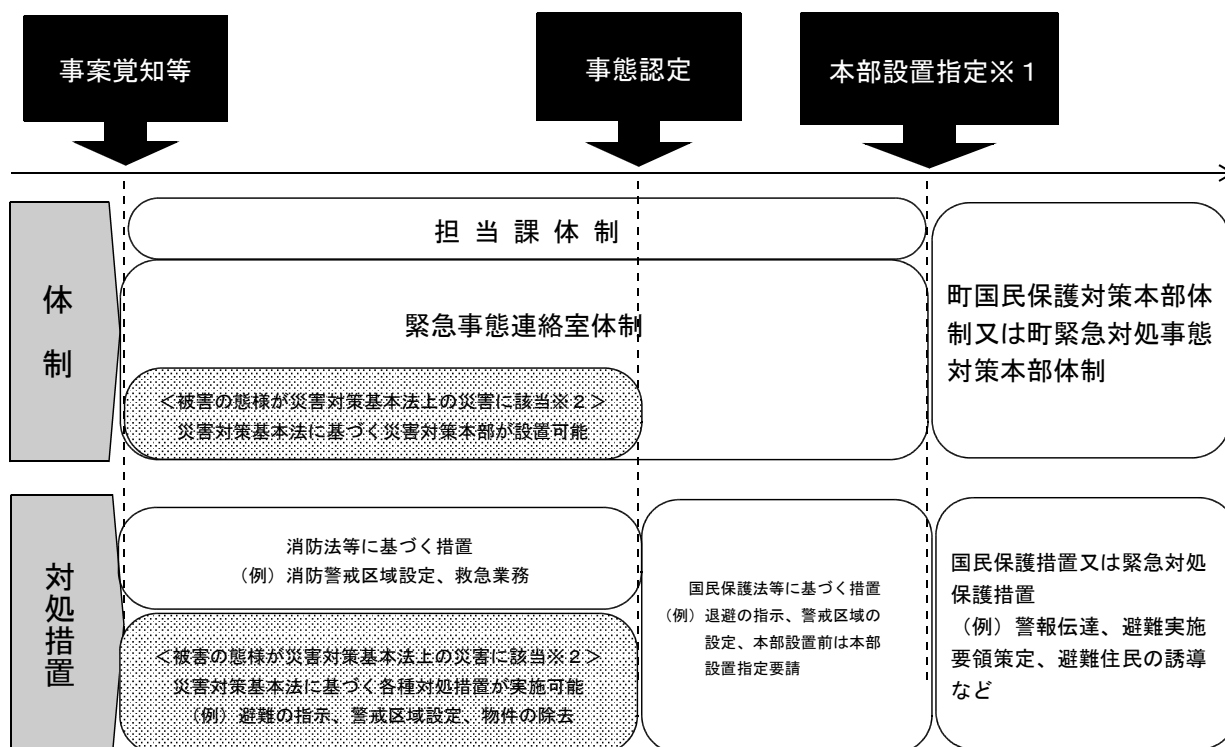 事案覚知等
事態認定
本部設置指定※１
体制
担当課体制
緊急事態連絡室体制
＜被害の態様が災害対策基本法上の災害に該当※２＞
災害対策基本法に基づく災害対策本部が設置可能
町国民保護対策本部体
制又は町緊急対処事態
対策本部体制
対処措置
消防法等に基づく措置
（例）消防警戒区域設定、救急業務
＜被害の態様が災害対策基本法上の災害に該当※２＞
災害対策基本法に基づく各種対処措置が実施可能
（例）避難の指示、警戒区域設定、物件の除去
国民保護法等に基づく措置
（例）退避の指示、警戒区域の
設定、本部設置前は本部
設置指定要請
国民保護措置又は緊急対処
保護措置
（例）警報伝達、避難実施
要領策定、避難住民の誘導
など